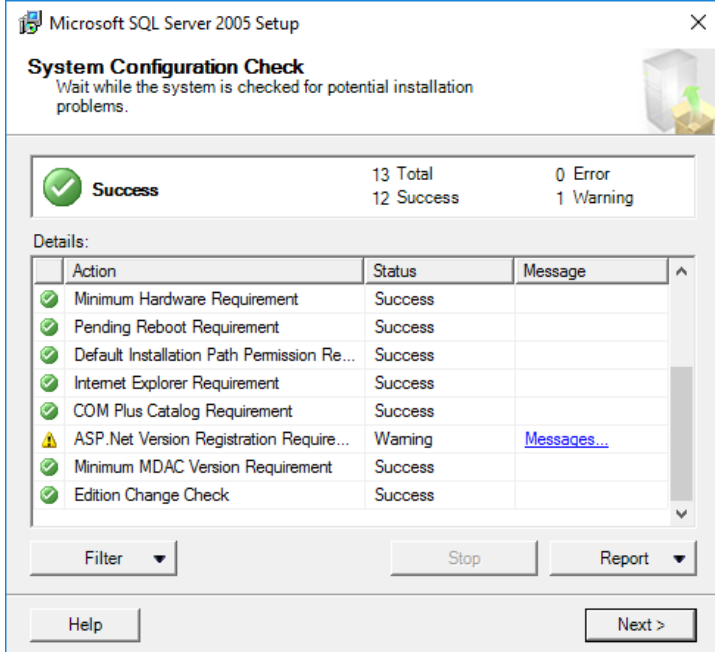 Microsoft SQL Server 2005 Setup
System Configuration Check
Wait while the system is checked for potential installation
problems.
Success
13 Total
0 Error
12 Success
1 Warning
Details:
Action Status Message
Minimum Hardware Requirement Success
Pending Reboot Requirement Success
Default Installation Path Permission Re... Success
Internet Explorer Requirement Success
COM Plus Catalog Requirement Success
ASP.Net Version Registration Require... Warning Messages...
Minimum MDAC Version Requirement Success
Edition Change Check Success
Filter Stop Report
Help Next >